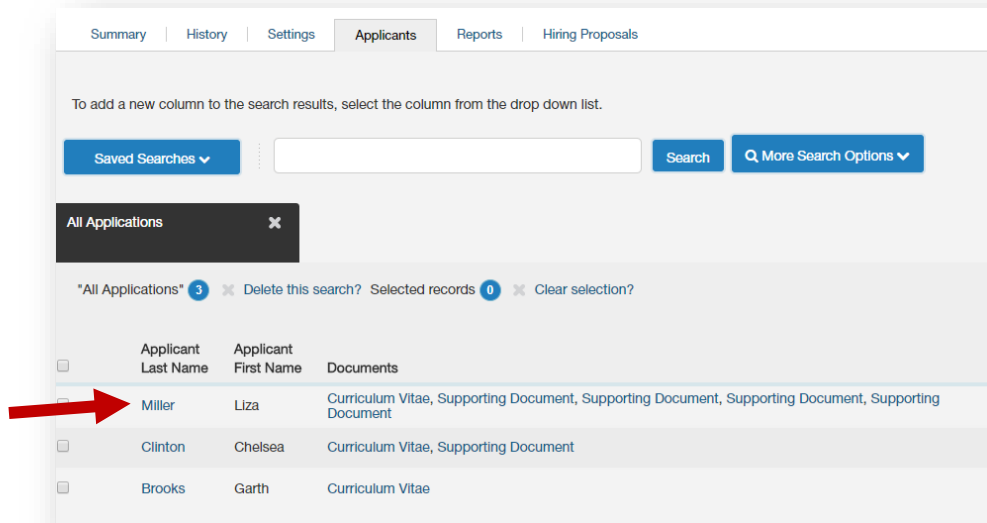 Summary History Settings Applicants Reports Hiring Proposals
To add a new column to the search results, select the column from the drop down list.
Saved Searches Search More Search Options
All Applications
"All Applications" 3 Delete this search? Selected records 0 Clear selection?
Applicant Applicant
Last Name First Name Documents
Miller Liza Curriculum Vitae, Supporting Document, Supporting Document, Supporting Document, Supporting
Document
Clinton Chelsea Curriculum Vitae, Supporting Document
Brooks Garth Curriculum Vitae